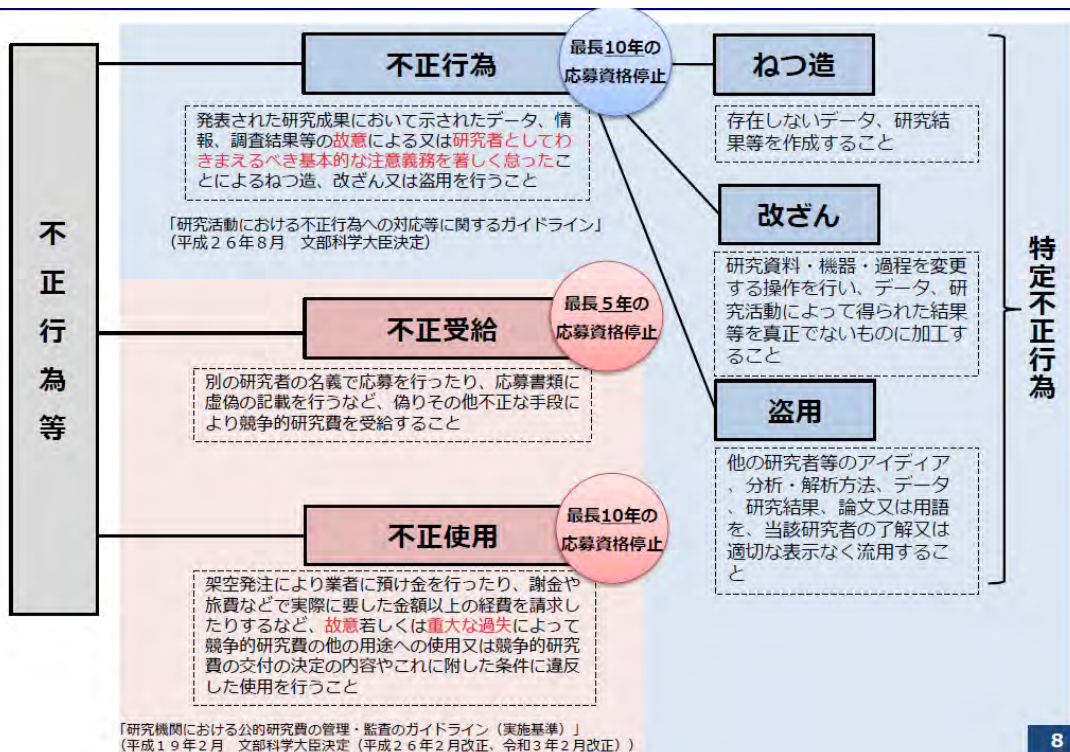 不正行為等
不正行為
最長10年の
応募資格停止
発表された研究成果において示されたデータ、情
報、調査結果等の故意による又は研究者としてわ
きまえるべき基本的な注意義務を著しく怠ったこ
とによるねつ造、改ざん又は盗用を行うこと
「研究活動における不正行為への対応等に関するガイドライン」
（平成２６年８月　文部科学大臣決定）
不正受給
最長５年の
応募資格停止
別の研究者の名義で応募を行ったり、応募書類に
虚偽の記載を行うなど、偽りその他不正な手段に
より競争的研究費を受給すること
不正使用
最長10年の
応募資格停止
架空発注により業者に預け金を行ったり、謝金や
旅費などで実際に要した金額以上の経費を請求し
たりするなど、故意若しくは重大な過失によって
競争的研究費の他の用途への使用又は競争的研究
費の交付の決定の内容やこれに附した条件に違反
した使用を行うこと
「研究機関における公的研究費の管理・監査のガイドライン（実施基準）」
（平成１９年２月　文部科学大臣決定（平成２６年２月改正、令和３年２月改正））
ねつ造
存在しないデータ、研究結
果等を作成すること
改ざん
研究資料・機器・過程を変更
する操作を行い、データ、研
究活動によって得られた結果
等を真正でないものに加工す
ること
盗用
他の研究者等のアイディア
、分析・解析方法、データ
、研究結果、論文又は用語
を、当該研究者の了解又は
適切な表示なく流用するこ
と
特定不正行為
8